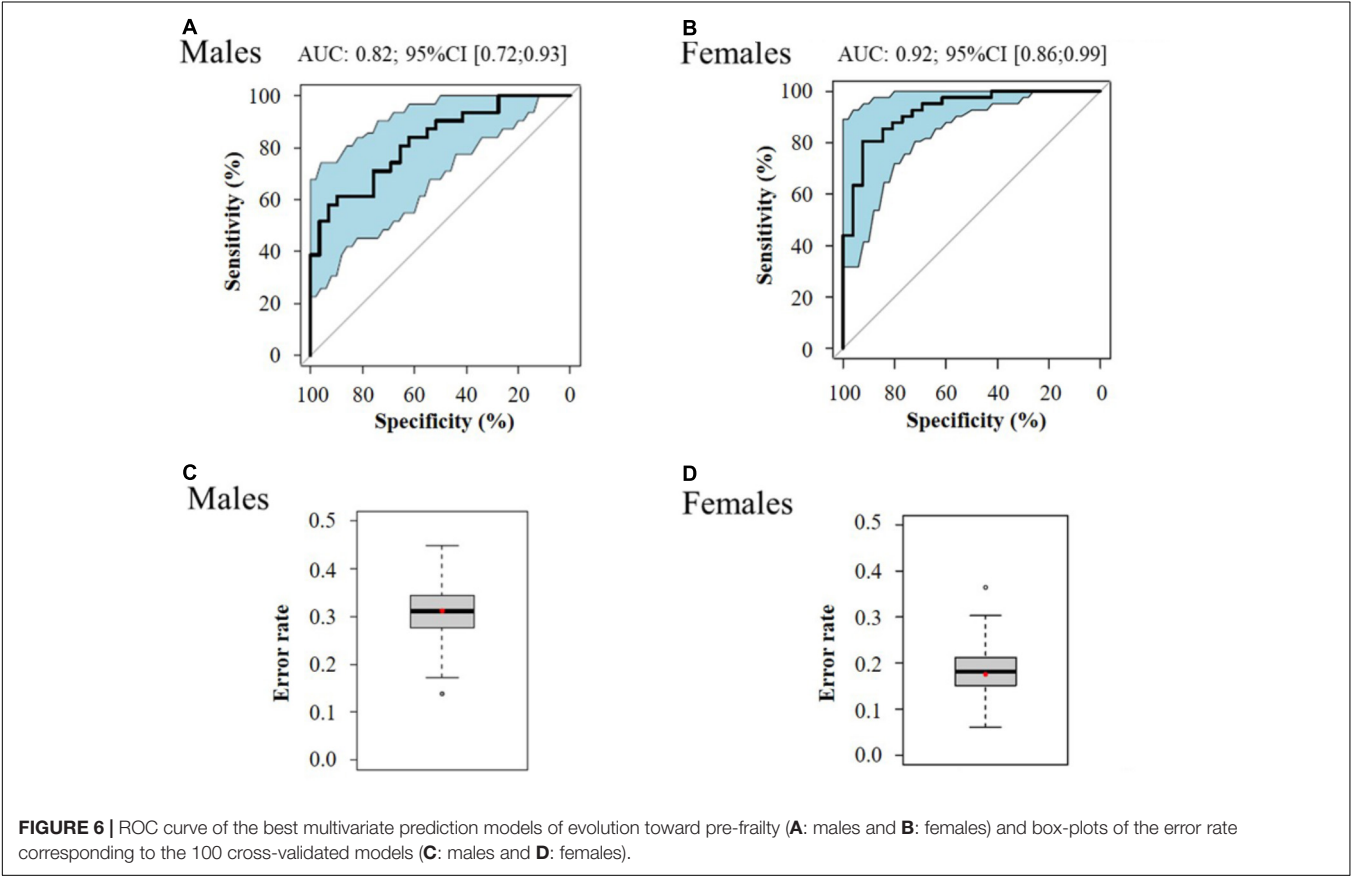 A
Males
AUC: 0.82; 95%CI [0.72;0.93]
100
80
60
40
20
0
Sensitivity (%)
100 80 60 40 20 0
Specificity (%)
B
Females
AUC: 0.92; 95%CI [0.86;0.99]
100
80
60
40
20
0
Sensitivity (%)
100 80 60 40 20 0
Specificity (%)
C
Males
0.5
0.4
0.3
0.2
0.1
0.0
Error rate
D
Females
0.5
0.4
0.3
0.2
0.1
0.0
Error rate
FIGURE 6 | ROC curve of the best multivariate prediction models of evolution toward pre-frailty (A: males and B: females) and box-plots of the error rate
corresponding to the 100 cross-validated models (C: males and D: females).